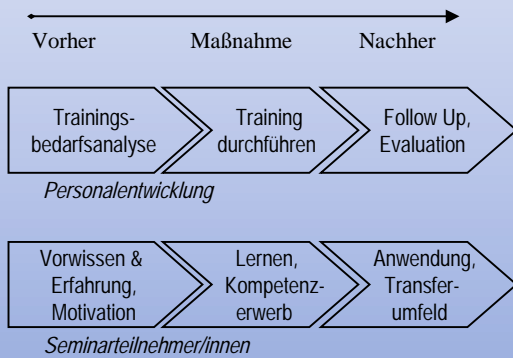 Vorher Maßnahme Nachher
Trainings-
bedarfsanalyse
Training
durchführen
Follow Up,
Evaluation
Personalentwicklung
Vorwissen &
Erfahrung,
Motivation
Lernen,
Kompetenz-
erwerb
Anwendung,
Transfer-
umfeld
Seminarteilnehmer/innen